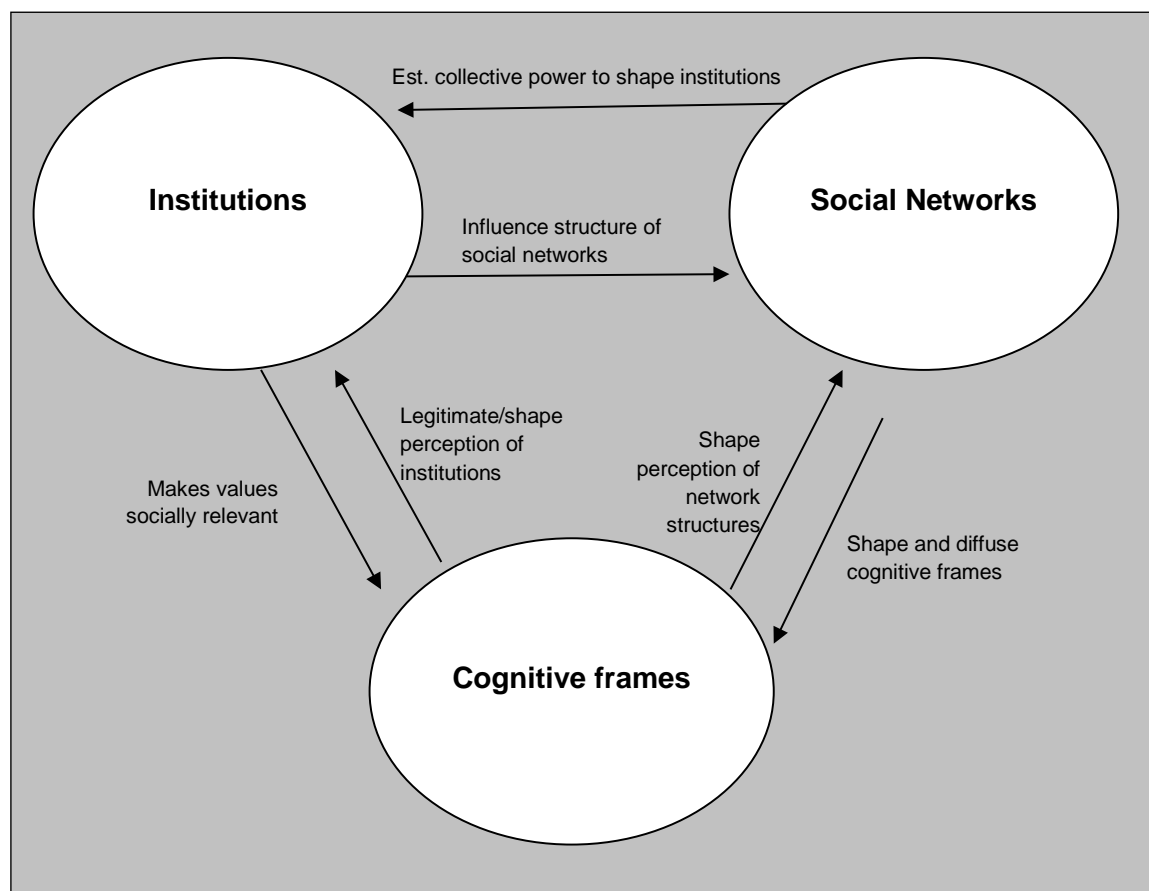 Est. collective power to shape institutions
Institutions
Social Networks
Influence structure of
social networks
Legitimate/shape
perception of
institutions
Shape
perception of
network
structures
Makes values
socially relevant
Shape and diffuse
cognitive frames
Cognitive frames